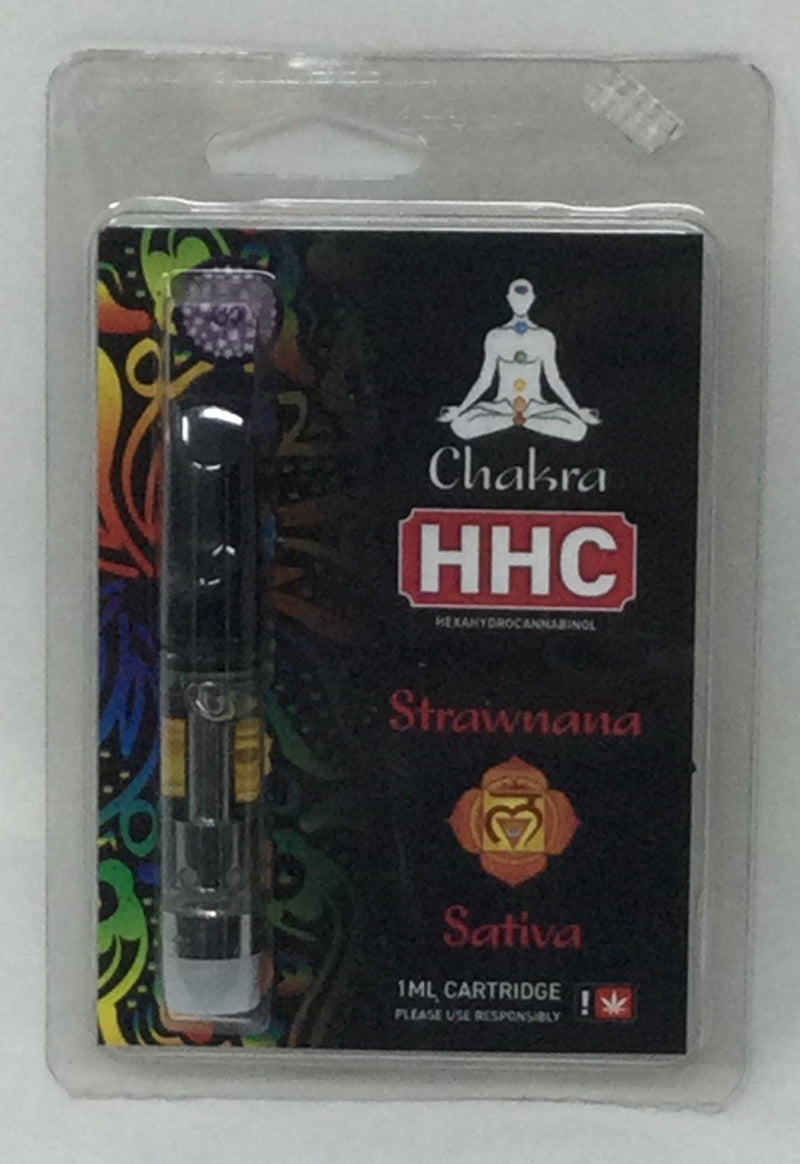 Chakra
HHC
HEXAHYDROCANNABINOL
Strawnana
Sativa
1ML CARTRIDGE
PLEASE USE RESPONSIBLY
!